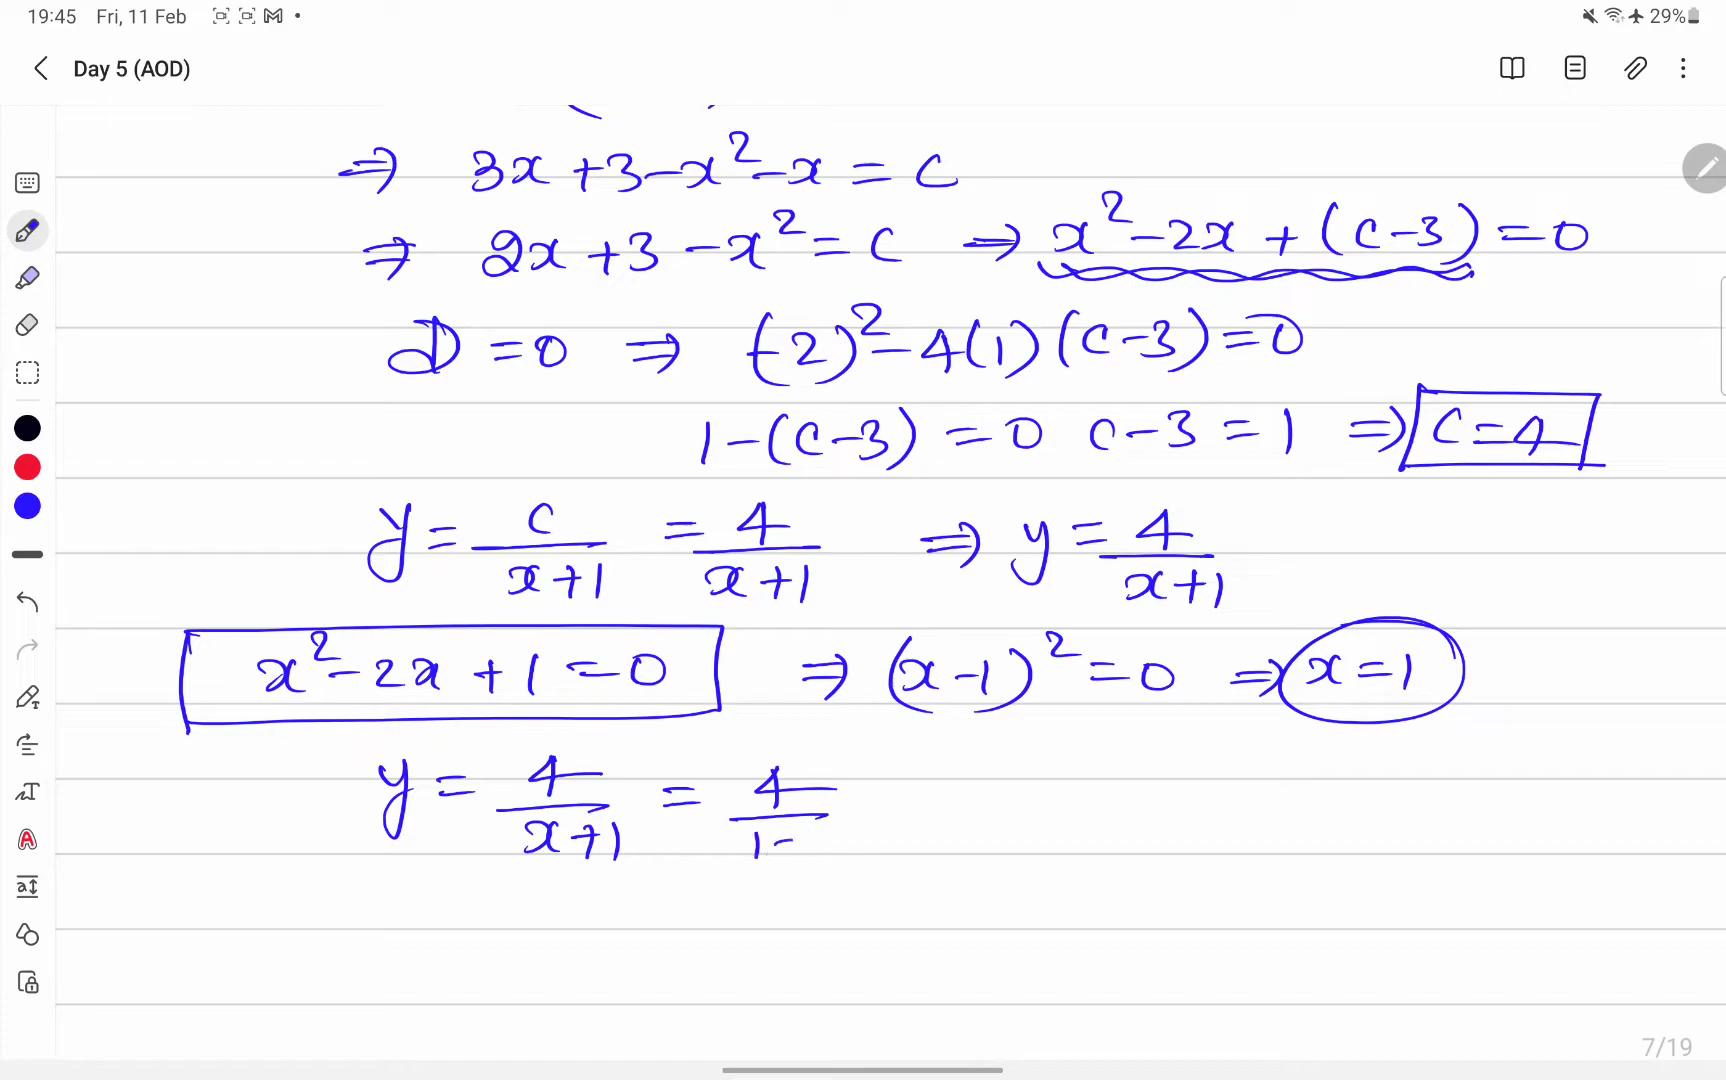 19:45 Fri, 11 Feb 29%
Day 5 (AOD)
⇒ 3x+3-x²-x = c
⇒ 2x+3-x² = c ⇒ x²-2x+(c-3)=0
D=0 ⇒ (-2)²-4(1)(c-3)=0
1-(c-3)=0 c-3=1 ⇒ c=4
y = c/(x+1) = 4/(x+1) ⇒ y = 4/(x+1)
x²-2x+1=0 ⇒ (x-1)²=0 ⇒ x=1
y = 4/(x+1) = 4/(1-
7/19